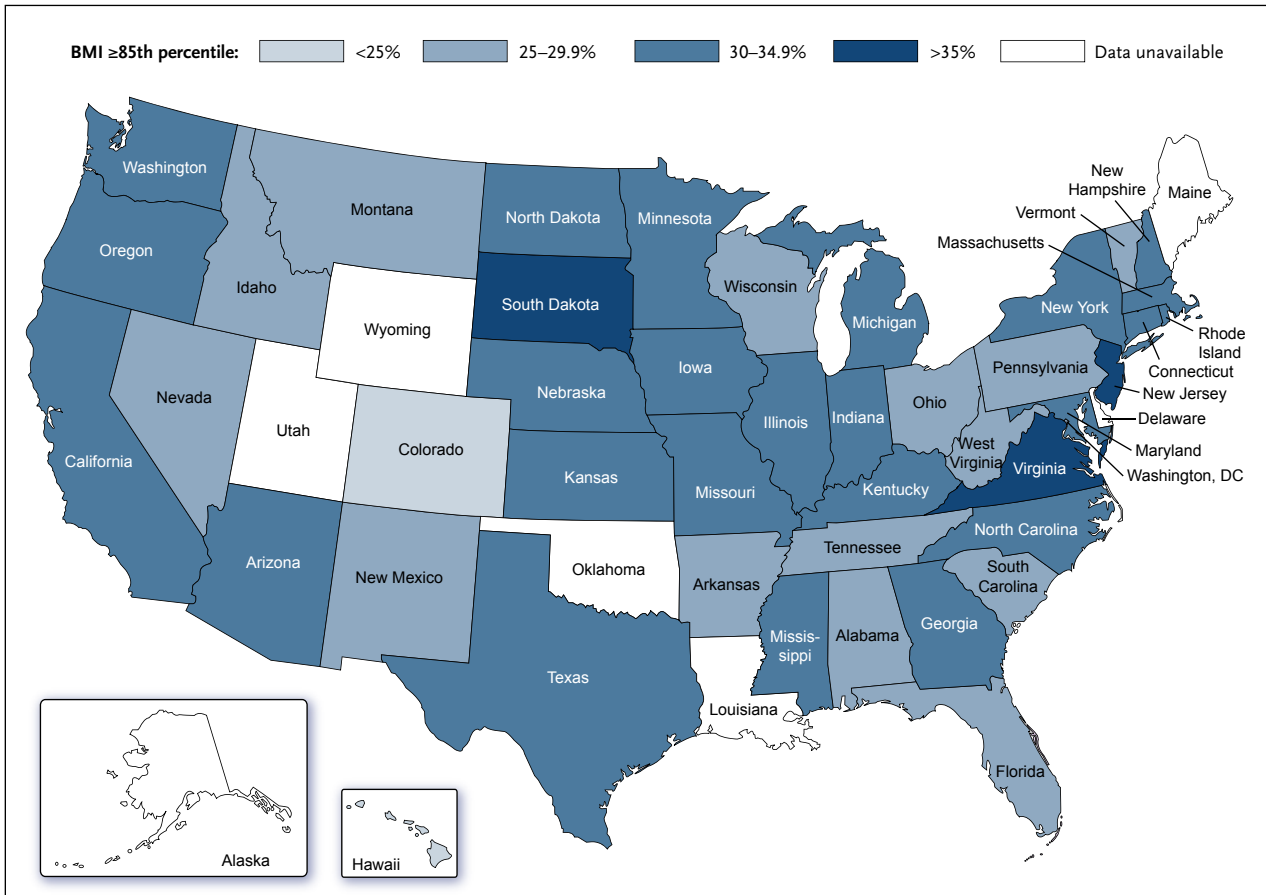 BMI ≥85th percentile: <25% 25–29.9% 30–34.9% >35% Data unavailable
Washington
Montana
North Dakota
Minnesota
New
Hampshire
Maine
Vermont
Massachusetts
Oregon
Idaho
Wyoming
South Dakota
Wisconsin
Michigan
New York
Rhode
Island
Connecticut
New Jersey
Delaware
Maryland
Washington, DC
Nevada
Utah
Colorado
Nebraska
Iowa
Illinois
Indiana
Ohio
Pennsylvania
California
Kansas
Missouri
Kentucky
West
Virginia
Virginia
Arizona
New Mexico
Oklahoma
Arkansas
Tennessee
North Carolina
South
Carolina
Texas
Louisiana
Missis-
sippi
Alabama
Georgia
Florida
Alaska
Hawaii